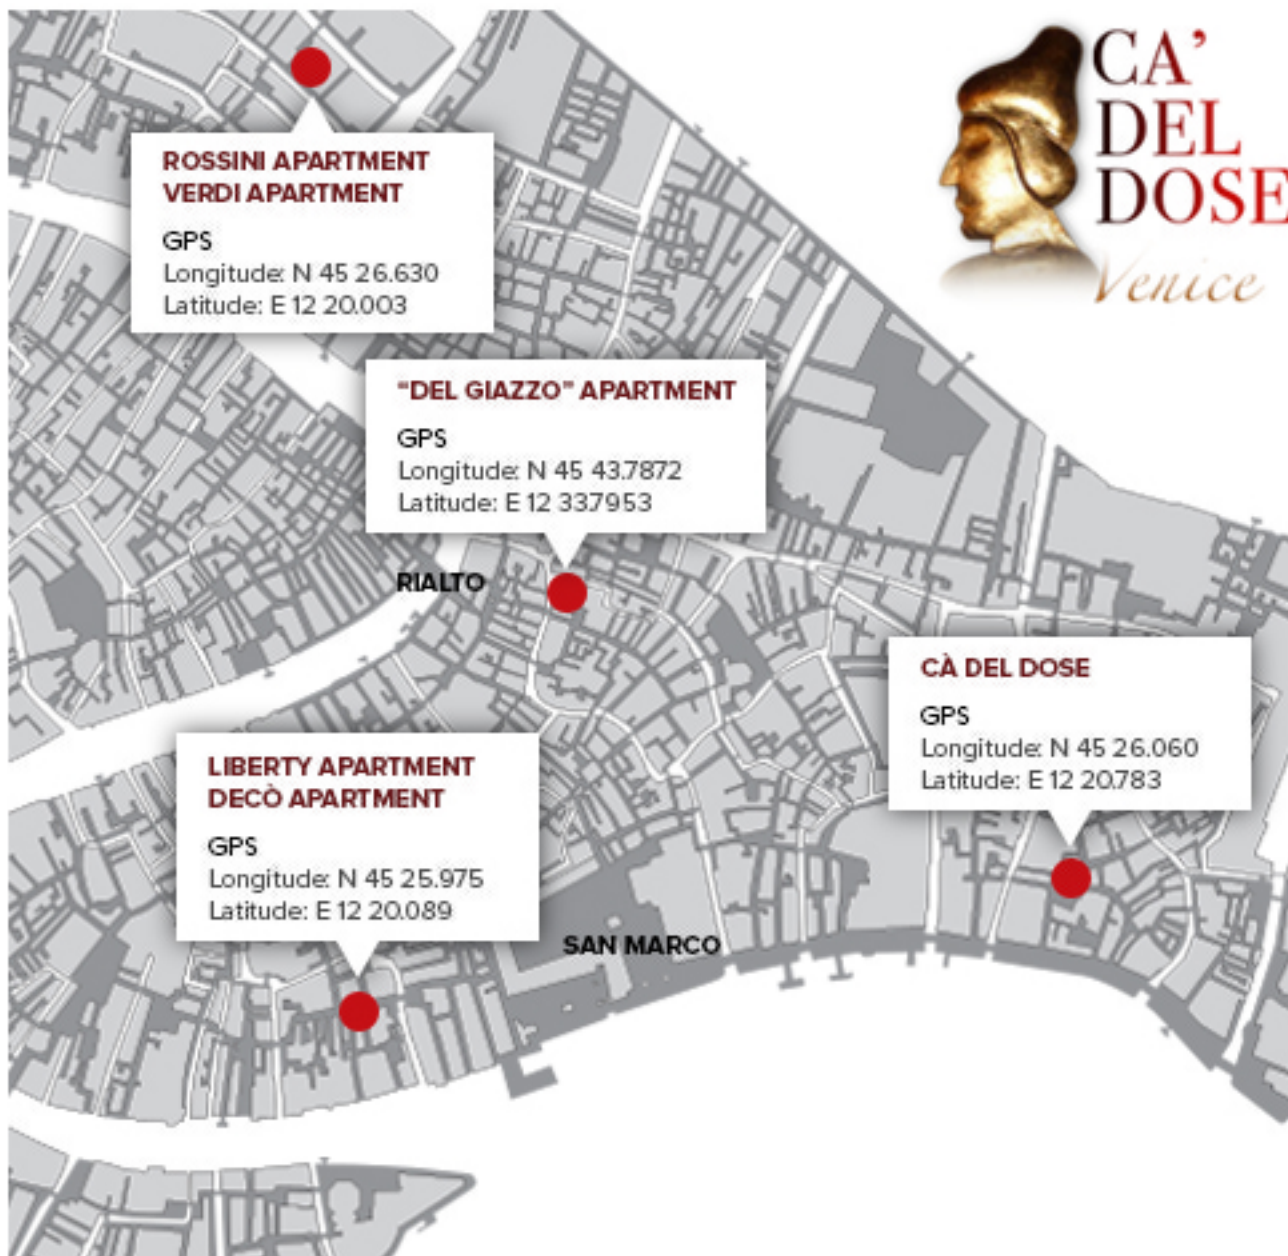 CA'
DEL
DOSE
Venice
ROSSINI APARTMENT
VERDI APARTMENT
GPS
Longitude: N 45 26.630
Latitude: E 12 20.003
"DEL GIAZZO" APARTMENT
GPS
Longitude: N 45 43.7872
Latitude: E 12 33.7953
RIALTO
CÀ DEL DOSE
GPS
Longitude: N 45 26.060
Latitude: E 12 20.783
LIBERTY APARTMENT
DECÒ APARTMENT
GPS
Longitude: N 45 25.975
Latitude: E 12 20.089
SAN MARCO